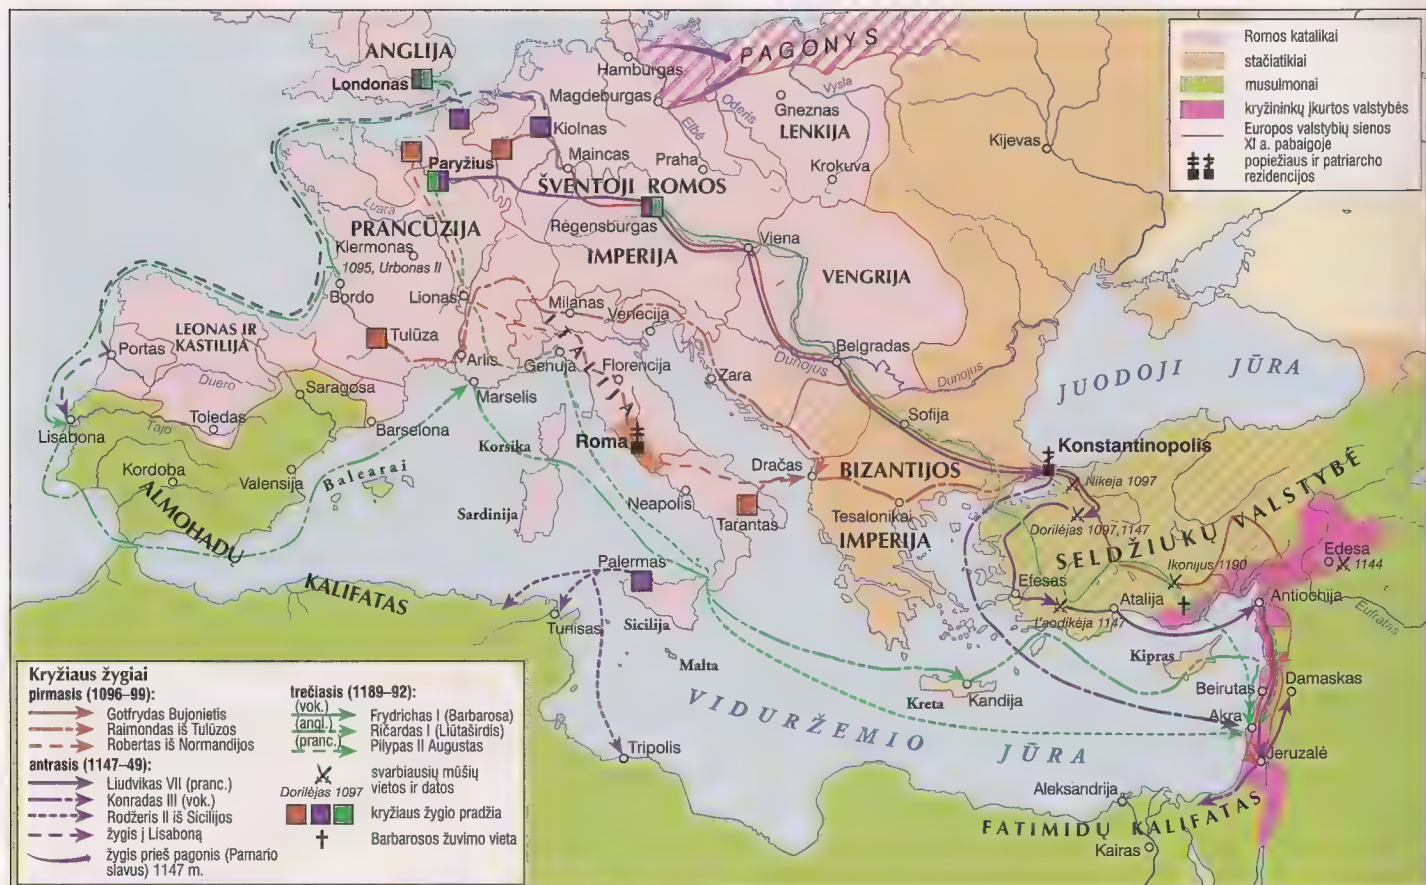 Romos katalikai
stačiatikiai
musulmonai
kryžininkų įkurtos valstybės
Europos valstybių sienos
XI a. pabaigoje
popiežiaus ir patriarcho
rezidencijos
ANGLIJA
Londonas
PAGONYS
Hamburgas
Magdeburgas
Oderis
Elbė
Vysla
Gneznas
LENKIJA
Krokuva
Kijevas
Kiolnas
Maincas
Praha
Paryžius
ŠVENTOJI ROMOS
Luara
Rėgensburgas
PRANCŪZIJA
Klermonas
1095, Urbonas II
IMPERIJA
Viena
VENGRIJA
Bordo
Lionas
Milanas
Venecija
Tulūza
LEONAS IR
KASTILIJA
Portas
Duero
Saragosa
Arlis
Marselis
Genuja
ITALIJA
Florencija
Zara
Belgradas
Dunojus
Dunojus
JUODOJI JŪRA
Lisabona
Tajo
Toledas
Barselona
Korsika
Roma
Sofija
Konstantinopolis
Kordoba
Valensija
Balearai
Dračas
BIZANTIJOS
Nikėja 1097
ALMOHADŲ
Sardinija
Neapolis
Tarantas
Tesalonikai
IMPERIJA
Dorilėjas 1097,1147
SELDŽIUKŲ VALSTYBĖ
KALIFATAS
Palermas
Tunisas
Sicilija
Malta
Efesas
Ikonijus 1190
Atalija
Laodikėja 1147
Edesa
1144
Antiochija
Eufratas
Kipras
Kreta
Kandija
Beirutas
Damaskas
Akra
Jeruzalė
VIDURŽEMIO JŪRA
Tripolis
Aleksandrija
FATIMIDŲ KALIFATAS
Kairas
Kryžiaus žygiai
pirmasis (1096–99):
Gotfrydas Bujonietis
Raimondas iš Tulūzos
Robertas iš Normandijos
antrasis (1147–49):
Liudvikas VII (pranc.)
Konradas III (vok.)
Rodžeris II iš Sicilijos
žygis į Lisaboną
žygis prieš pagonis (Pamario
slavus) 1147 m.
trečiasis (1189–92):
(vok.) Frydrichas I (Barbarosa)
(angl.) Ričardas I (Liūtaširdis)
(pranc.) Pilypas II Augustas
svarbiausių mūšių
Dorilėjas 1097 vietos ir datos
kryžiaus žygio pradžia
Barbarosos žuvimo vieta